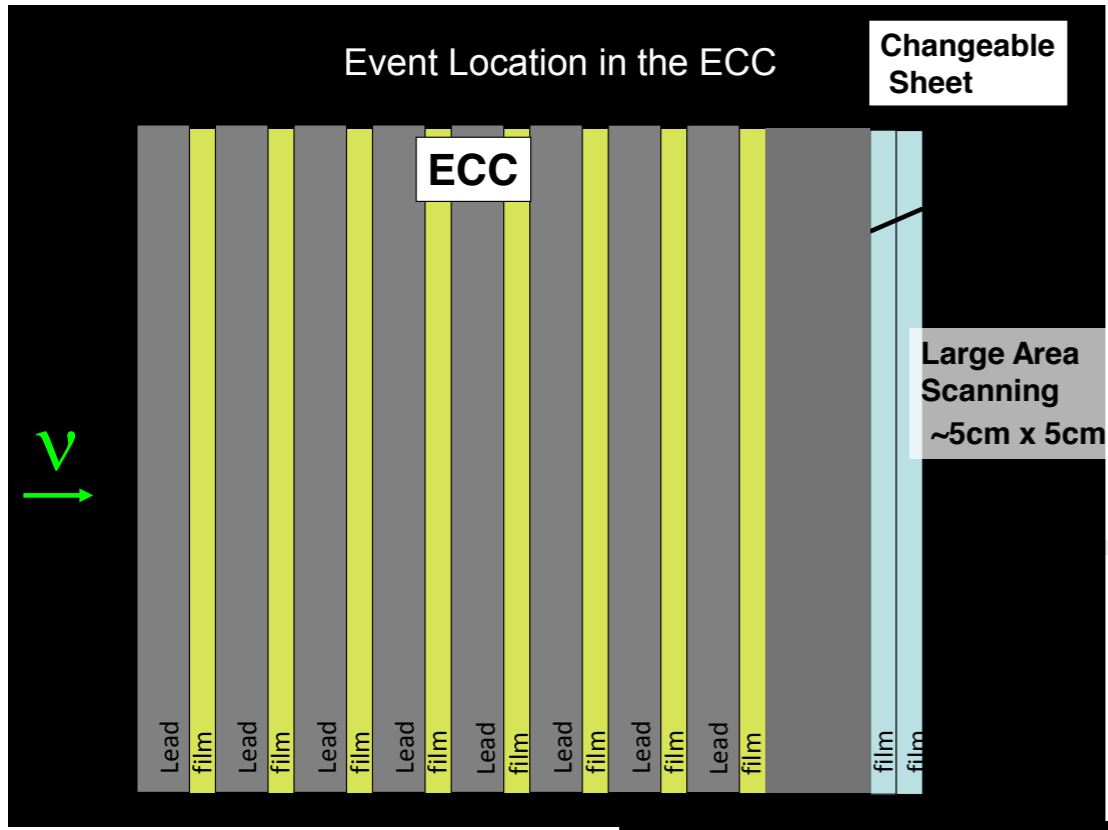 Event Location in the ECC
Changeable
Sheet
ECC
Large Area
Scanning
~5cm x 5cm
ν
Lead
film
Lead
film
Lead
film
Lead
film
Lead
film
Lead
film
Lead
film
Lead
film
film
film